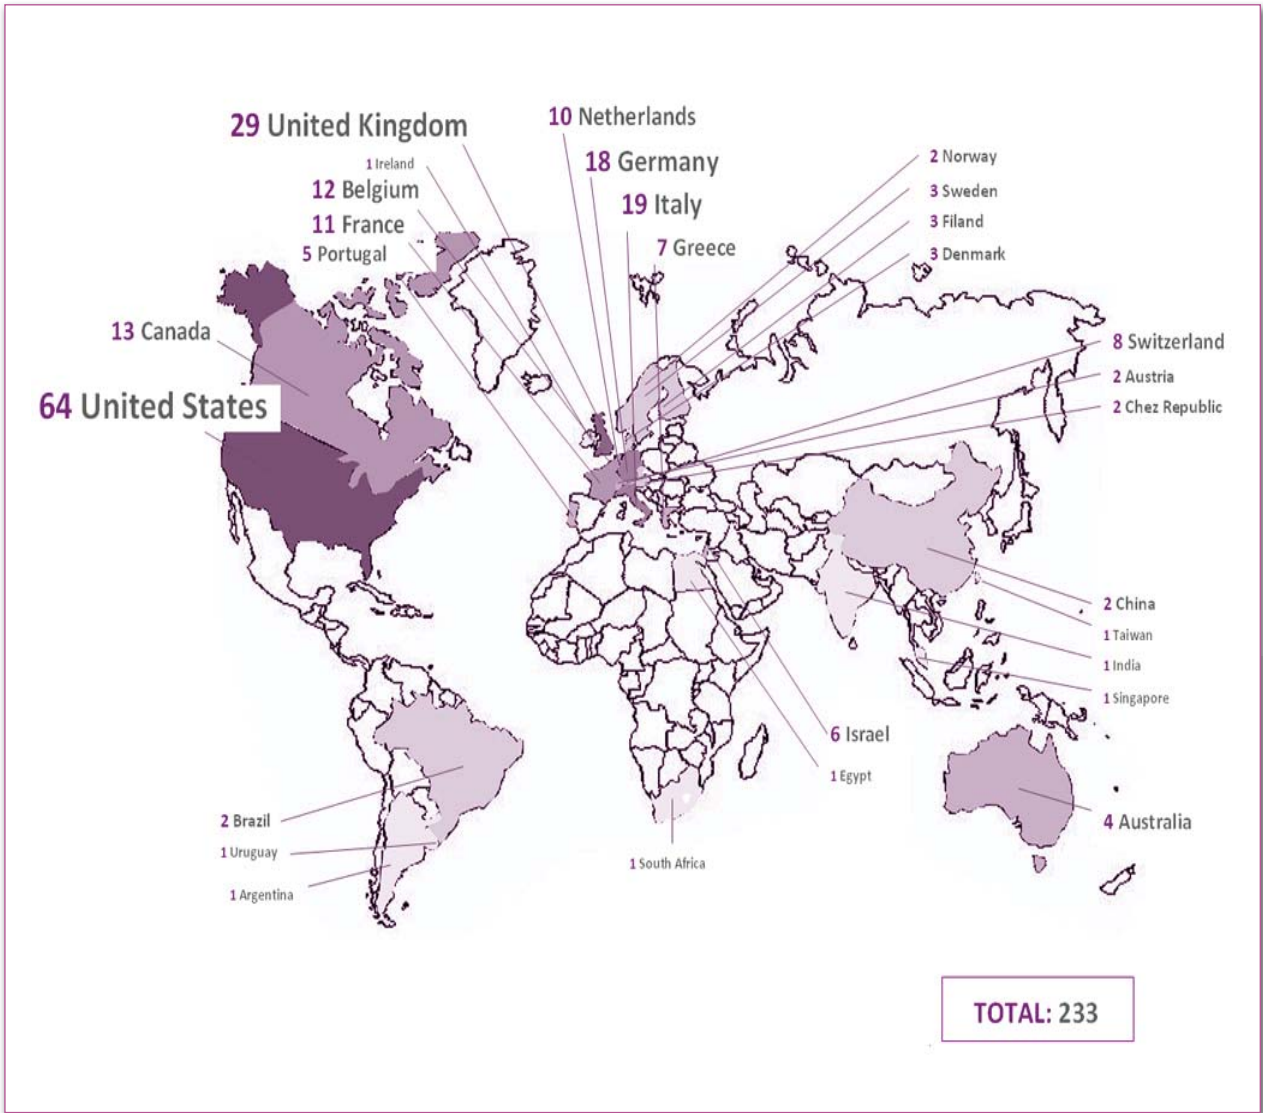 29 United Kingdom
1 Ireland
12 Belgium
11 France
5 Portugal
10 Netherlands
18 Germany
19 Italy
7 Greece
2 Norway
3 Sweden
3 Filand
3 Denmark
13 Canada
64 United States
8 Switzerland
2 Austria
2 Chez Republic
2 China
1 Taiwan
1 India
1 Singapore
6 Israel
1 Egypt
2 Brazil
1 Uruguay
1 Argentina
1 South Africa
4 Australia
TOTAL: 233